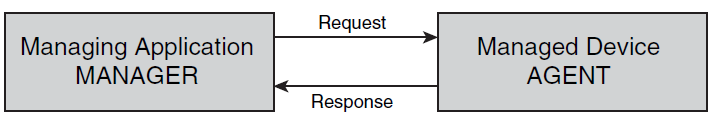 Managing Application
MANAGER
Request
Response
Managed Device
AGENT